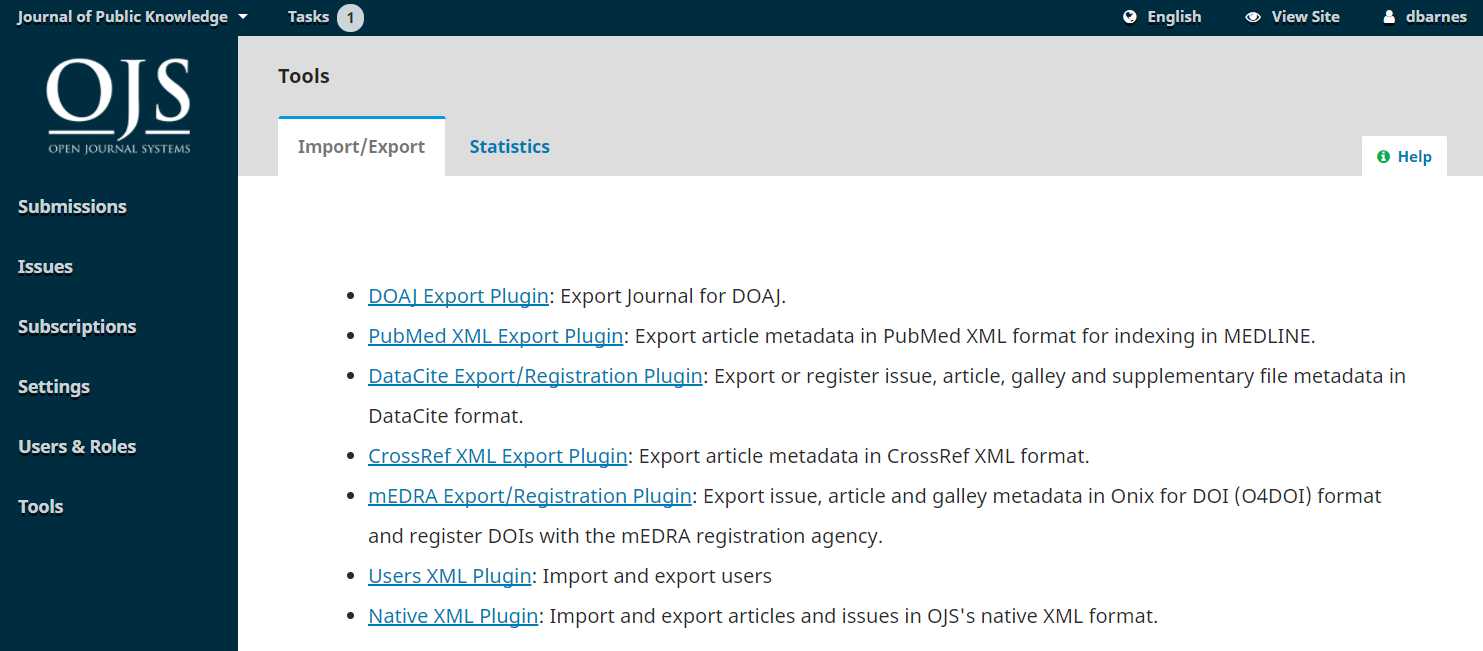 Journal of Public Knowledge Tasks 1 English View Site dbarnes
OJS
OPEN JOURNAL SYSTEMS
Tools
Import/Export Statistics
Help
Submissions
Issues
Subscriptions
Settings
Users & Roles
Tools
DOAJ Export Plugin: Export Journal for DOAJ.
PubMed XML Export Plugin: Export article metadata in PubMed XML format for indexing in MEDLINE.
DataCite Export/Registration Plugin: Export or register issue, article, galley and supplementary file metadata in
DataCite format.
CrossRef XML Export Plugin: Export article metadata in CrossRef XML format.
mEDRA Export/Registration Plugin: Export issue, article and galley metadata in Onix for DOI (O4DOI) format
and register DOIs with the mEDRA registration agency.
Users XML Plugin: Import and export users
Native XML Plugin: Import and export articles and issues in OJS's native XML format.